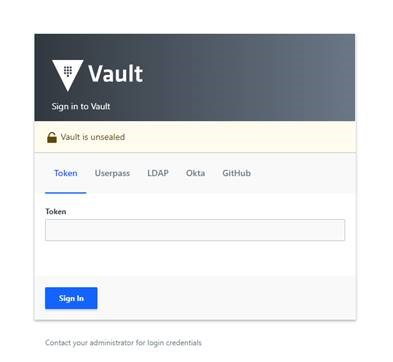 Vault
Sign in to Vault
Vault is unsealed
Token Userpass LDAP Okta GitHub
Token
Sign In
Contact your administrator for login credentials